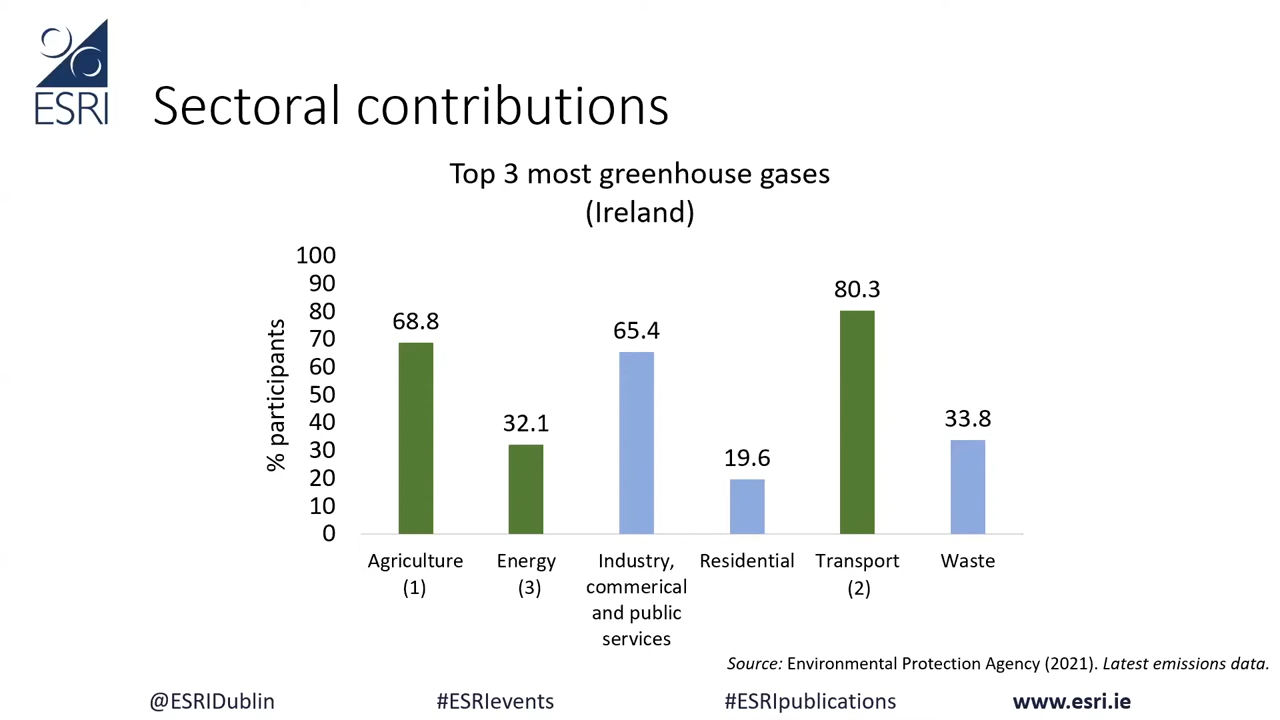 ESRI
Sectoral contributions
Top 3 most greenhouse gases
(Ireland)
% participants
100
90
80
70
60
50
40
30
20
10
0
68.8
32.1
65.4
19.6
80.3
33.8
Agriculture
(1)
Energy
(3)
Industry,
commerical
and public
services
Residential
Transport
(2)
Waste
Source: Environmental Protection Agency (2021). Latest emissions data.
@ESRIDublin #ESRIevents #ESRIpublications www.esri.ie